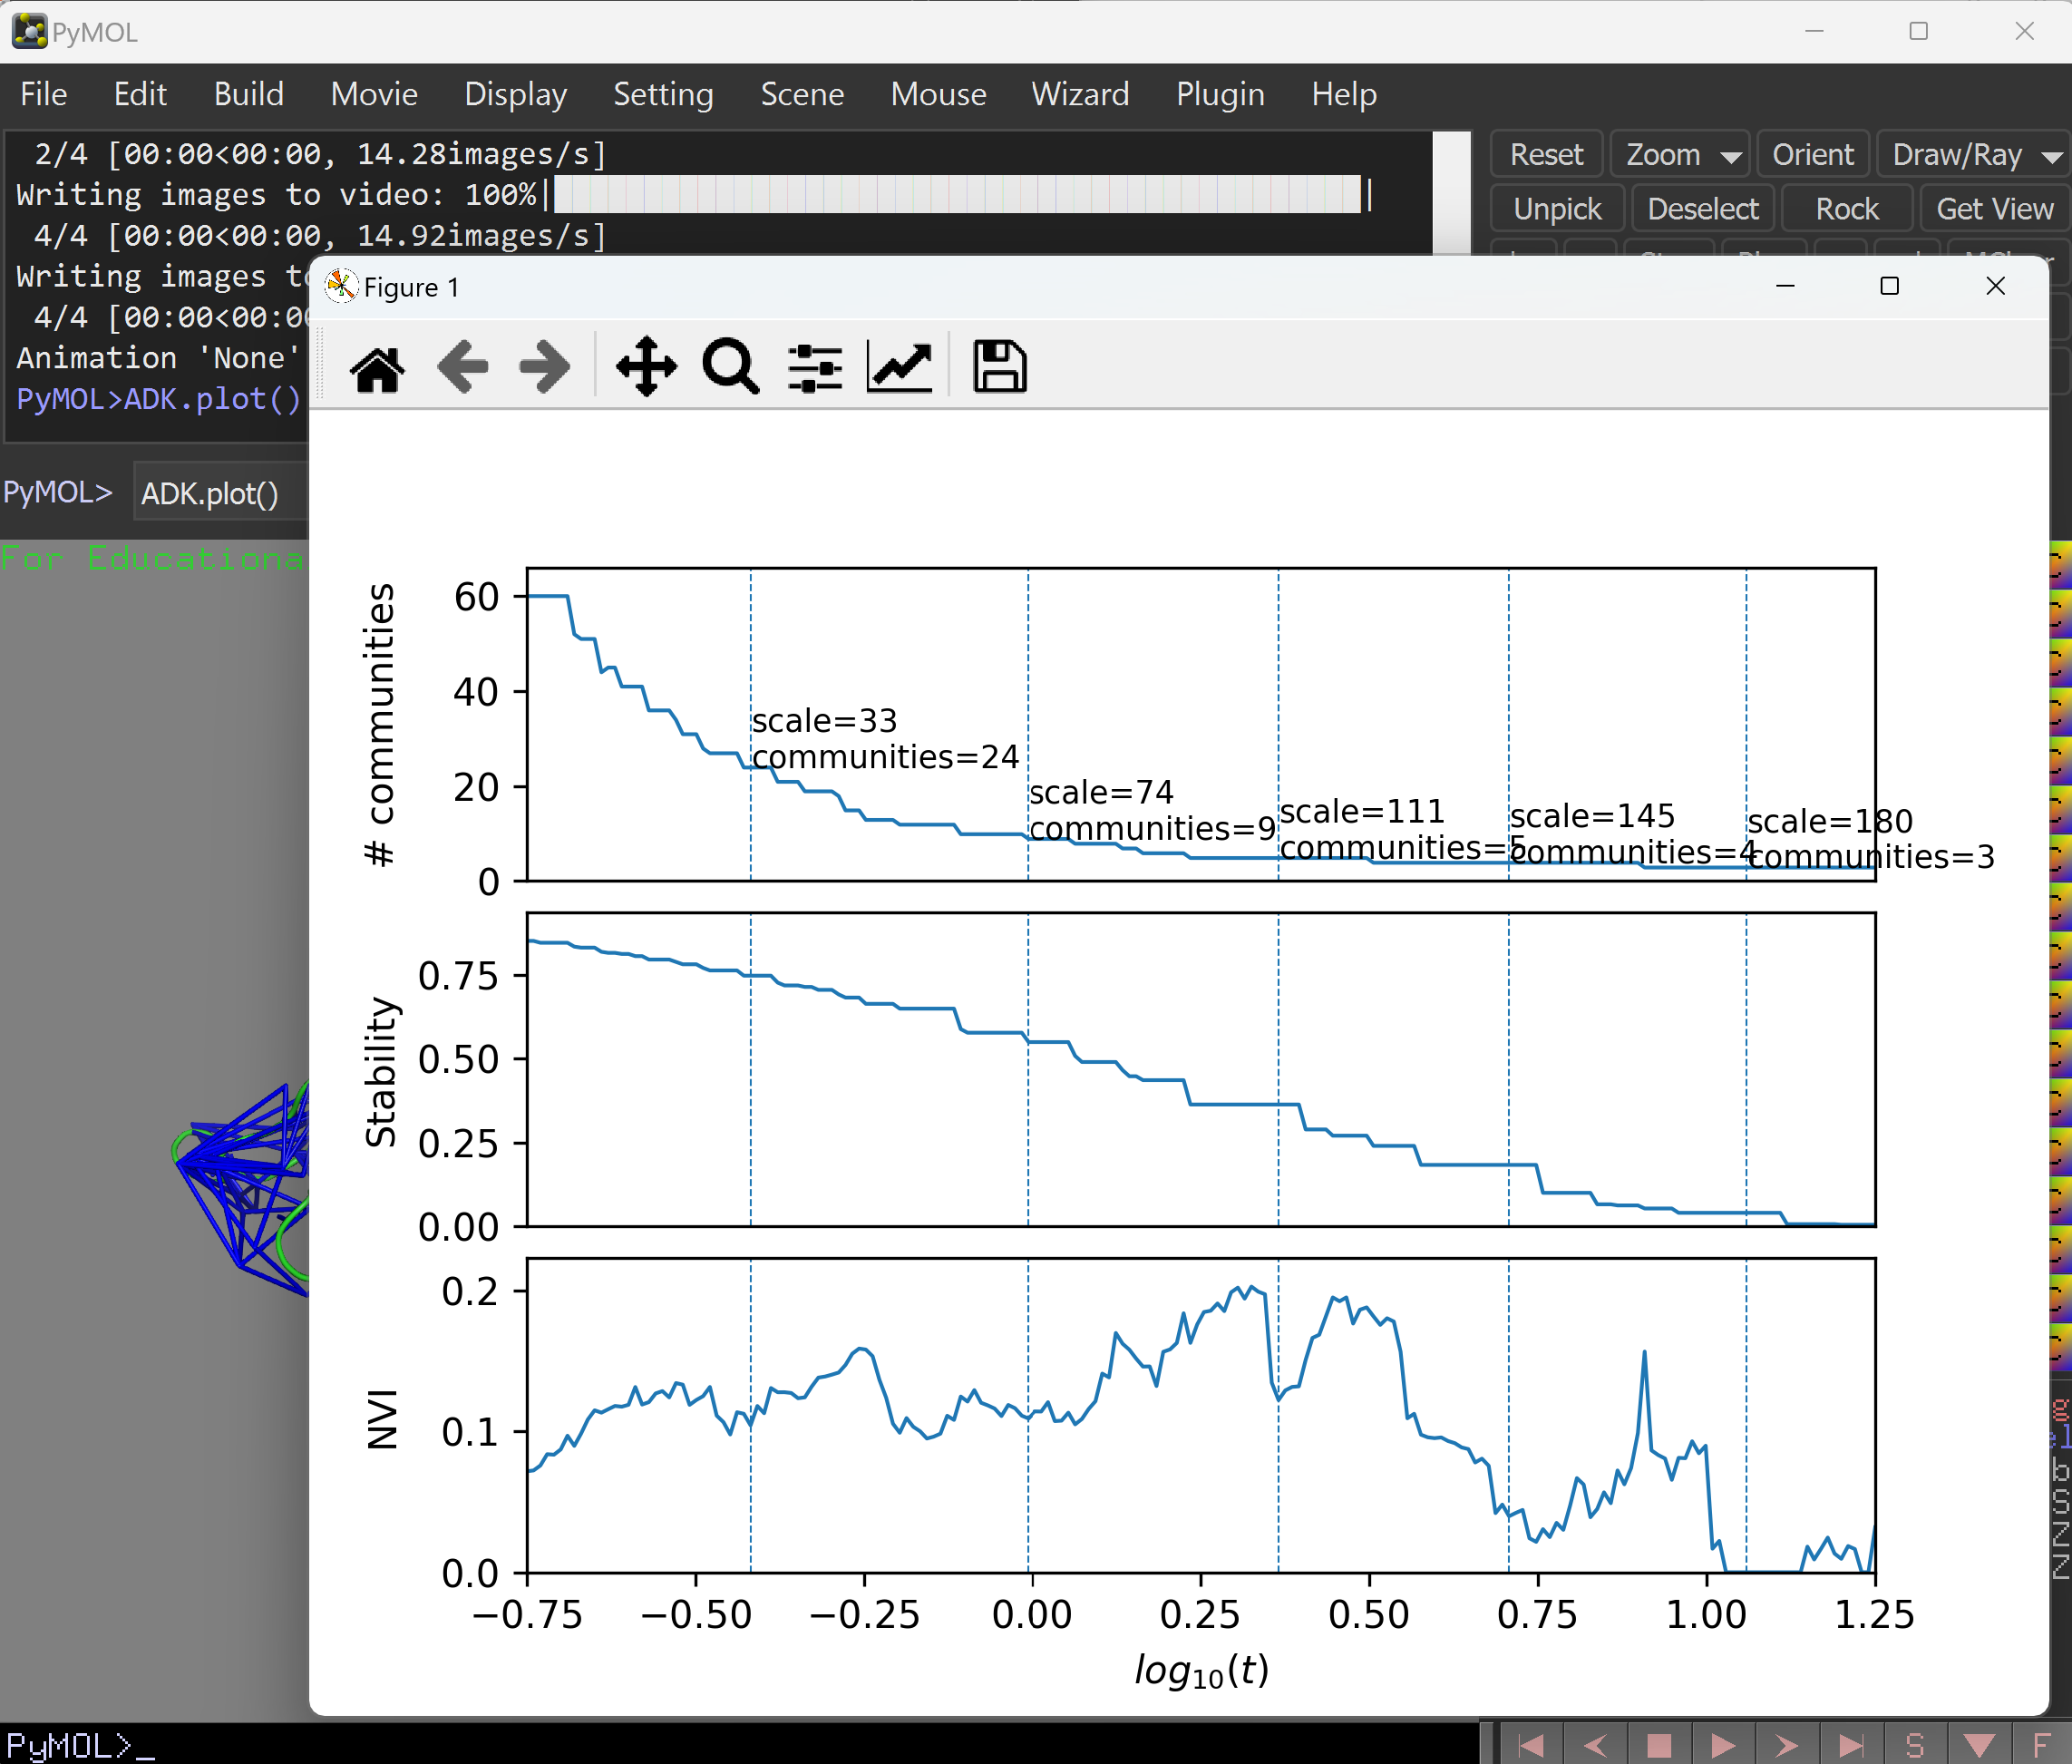 PyMOL
File Edit Build Movie Display Setting Scene Mouse Wizard Plugin Help
2/4 [00:00<00:00, 14.28images/s]
Writing images to video: 100%|
4/4 [00:00<00:00, 14.92images/s]
Writing images to
4/4 [00:00<00:00
Animation 'None'
PyMOL>ADK.plot()
Reset Zoom Orient Draw/Ray
Unpick Deselect Rock Get View
PyMOL> ADK.plot()
For Educationa
Figure 1
# communities
60
40
20
0
scale=33
communities=24
scale=74
communities=9
scale=111
communities=5
scale=145
communities=4
scale=180
communities=3
Stability
0.75
0.50
0.25
0.00
NVI
0.2
0.1
0.0
−0.75 −0.50 −0.25 0.00 0.25 0.50 0.75 1.00 1.25
log₁₀(t)
PyMOL>_
S F